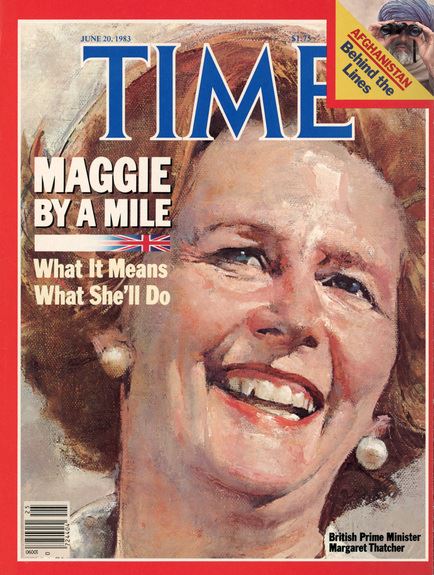 JUNE 20, 1983
$1.75
TIME
AFGHANISTAN
Behind the
Lines
MAGGIE
BY A MILE
What It Means
What She'll Do
British Prime Minister
Margaret Thatcher
724404